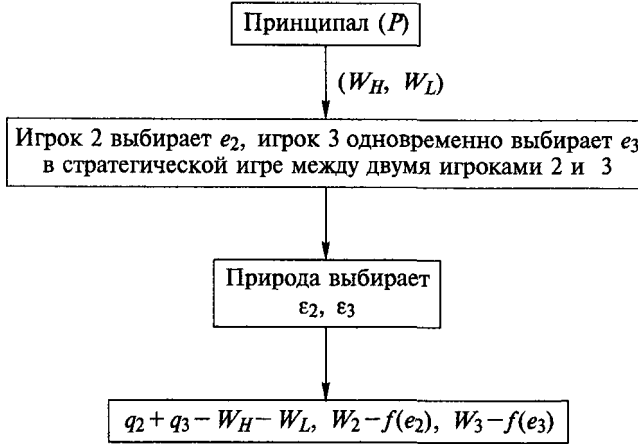 Принципал (P)
(W_H, W_L)
Игрок 2 выбирает e₂, игрок 3 одновременно выбирает e₃
в стратегической игре между двумя игроками 2 и 3
Природа выбирает
ε₂, ε₃
q₂ + q₃ – W_H – W_L, W₂ – f(e₂), W₃ – f(e₃)